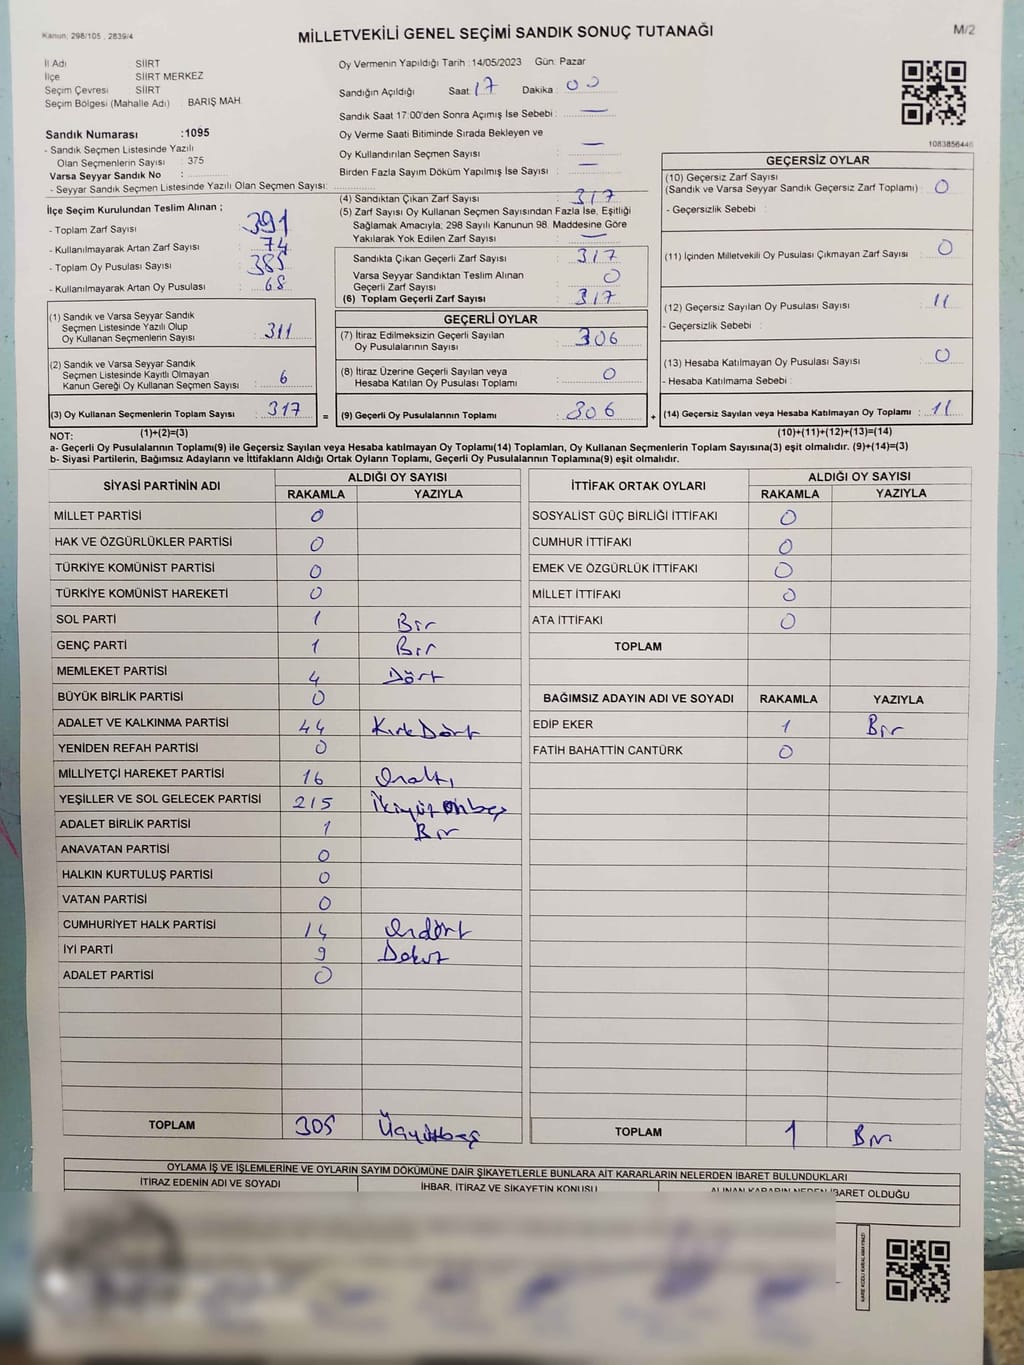 Kanun: 298/105 , 2839/4
MİLLETVEKİLİ GENEL SEÇİMİ SANDIK SONUÇ TUTANAĞI
M/2
İl Adı : SİİRT
İlçe : SİİRT MERKEZ
Seçim Çevresi : SİİRT
Seçim Bölgesi (Mahalle Adı) : BARIŞ MAH.
Sandık Numarası :1095
- Sandık Seçmen Listesinde Yazılı
Olan Seçmenlerin Sayısı : 375
Varsa Seyyar Sandık No :
- Seyyar Sandık Seçmen Listesinde Yazılı Olan Seçmen Sayısı:
Oy Vermenin Yapıldığı Tarih :14/05/2023 Gün: Pazar
Sandığın Açıldığı Saat: 17 Dakika : 00
Sandık Saat 17:00'den Sonra Açımış İse Sebebi : —
Oy Verme Saati Bitiminde Sırada Bekleyen ve
Oy Kullandırılan Seçmen Sayısı : —
Birden Fazla Sayım Döküm Yapılmış İse Sayısı : —
1083856446
İlçe Seçim Kurulundan Teslim Alınan ;
- Toplam Zarf Sayısı : 391
- Kullanılmayarak Artan Zarf Sayısı : 74
- Toplam Oy Pusulası Sayısı : 385
- Kullanılmayarak Artan Oy Pusulası : 68
(1) Sandık ve Varsa Seyyar Sandık
Seçmen Listesinde Yazılı Olup
Oy Kullanan Seçmenlerin Sayısı : 311
(2) Sandık ve Varsa Seyyar Sandık
Seçmen Listesinde Kayıtlı Olmayan
Kanun Gereği Oy Kullanan Seçmen Sayısı : 6
(3) Oy Kullanan Seçmenlerin Toplam Sayısı : 317
(4) Sandıktan Çıkan Zarf Sayısı : 317
(5) Zarf Sayısı Oy Kullanan Seçmen Sayısından Fazla İse, Eşitliği
Sağlamak Amacıyla; 298 Sayılı Kanunun 98. Maddesine Göre
Yakılarak Yok Edilen Zarf Sayısı : —
Sandıkta Çıkan Geçerli Zarf Sayısı : 317
Varsa Seyyar Sandıktan Teslim Alınan
Geçerli Zarf Sayısı : 0
(6) Toplam Geçerli Zarf Sayısı : 317
GEÇERLİ OYLAR
(7) İtiraz Edilmeksizin Geçerli Sayılan
Oy Pusulalarının Sayısı : 306
(8) İtiraz Üzerine Geçerli Sayılan veya
Hesaba Katılan Oy Pusulası Toplamı : 0
= (9) Geçerli Oy Pusulalarının Toplamı : 306
GEÇERSİZ OYLAR
(10) Geçersiz Zarf Sayısı
(Sandık ve Varsa Seyyar Sandık Geçersiz Zarf Toplamı) : 0
- Geçersizlik Sebebi :
(11) İçinden Milletvekili Oy Pusulası Çıkmayan Zarf Sayısı : 0
(12) Geçersiz Sayılan Oy Pusulası Sayısı : 11
- Geçersizlik Sebebi :
(13) Hesaba Katılmayan Oy Pusulası Sayısı : 0
- Hesaba Katılmama Sebebi :
+ (14) Geçersiz Sayılan veya Hesaba Katılmayan Oy Toplamı : 11
NOT: (1)+(2)=(3) (10)+(11)+(12)+(13)=(14)
a- Geçerli Oy Pusulalarının Toplamı(9) ile Geçersiz Sayılan veya Hesaba katılmayan Oy Toplamı(14) Toplamları, Oy Kullanan Seçmenlerin Toplam Sayısına(3) eşit olmalıdır. (9)+(14)=(3)
b- Siyasi Partilerin, Bağımsız Adayların ve İttifakların Aldığı Ortak Oyların Toplamı, Geçerli Oy Pusulalarının Toplamına(9) eşit olmalıdır.
SİYASİ PARTİNİN ADI ALDIĞI OY SAYISI
RAKAMLA YAZIYLA
MİLLET PARTİSİ 0
HAK VE ÖZGÜRLÜKLER PARTİSİ 0
TÜRKİYE KOMÜNİST PARTİSİ 0
TÜRKİYE KOMÜNİST HAREKETİ 0
SOL PARTİ 1 Bir
GENÇ PARTİ 1 Bir
MEMLEKET PARTİSİ 4 Dört
BÜYÜK BİRLİK PARTİSİ 0
ADALET VE KALKINMA PARTİSİ 44 Kırk Dört
YENİDEN REFAH PARTİSİ 0
MİLLİYETÇİ HAREKET PARTİSİ 16 Onaltı
YEŞİLLER VE SOL GELECEK PARTİSİ 215 İkiyüz onbeş
ADALET BİRLİK PARTİSİ 1 Bir
ANAVATAN PARTİSİ 0
HALKIN KURTULUŞ PARTİSİ 0
VATAN PARTİSİ 0
CUMHURİYET HALK PARTİSİ 14 Ondört
İYİ PARTİ 9 Dokuz
ADALET PARTİSİ 0
TOPLAM 305 Üçyüzbeş
İTTİFAK ORTAK OYLARI ALDIĞI OY SAYISI
RAKAMLA YAZIYLA
SOSYALİST GÜÇ BİRLİĞİ İTTİFAKI 0
CUMHUR İTTİFAKI 0
EMEK VE ÖZGÜRLÜK İTTİFAKI 0
MİLLET İTTİFAKI 0
ATA İTTİFAKI 0
TOPLAM
BAĞIMSIZ ADAYIN ADI VE SOYADI RAKAMLA YAZIYLA
EDİP EKER 1 Bir
FATİH BAHATTİN CANTÜRK 0
TOPLAM 1 Bir
OYLAMA İŞ VE İŞLEMLERİNE VE OYLARIN SAYIM DÖKÜMÜNE DAİR ŞİKAYETLERLE BUNLARA AİT KARARLARIN NELERDEN İBARET BULUNDUKLARI
İTİRAZ EDENİN ADI VE SOYADI
İHBAR, İTİRAZ VE ŞİKAYETİN KONUSU
ALINAN KARARIN NEDEN İBARET OLDUĞU
KARE KODU KARALAMAYINIZ!